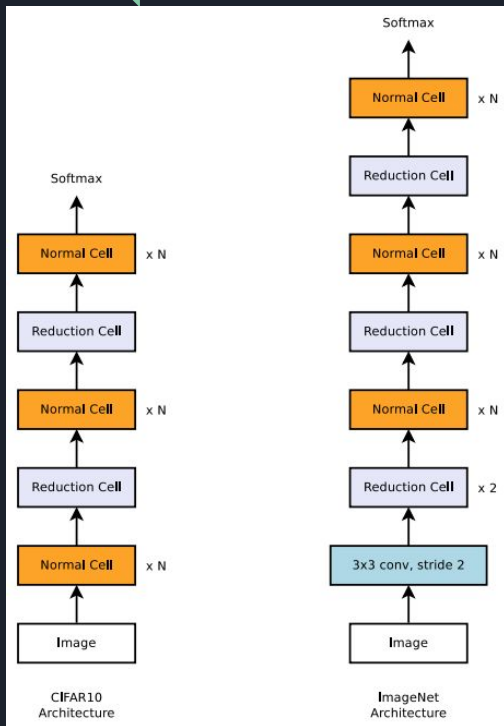 Softmax
Normal Cell x N
Reduction Cell
Normal Cell x N
Reduction Cell
Normal Cell x N
Image
CIFAR10
Architecture
Softmax
Normal Cell x N
Reduction Cell
Normal Cell x N
Reduction Cell
Normal Cell x N
Reduction Cell x 2
3x3 conv, stride 2
Image
ImageNet
Architecture